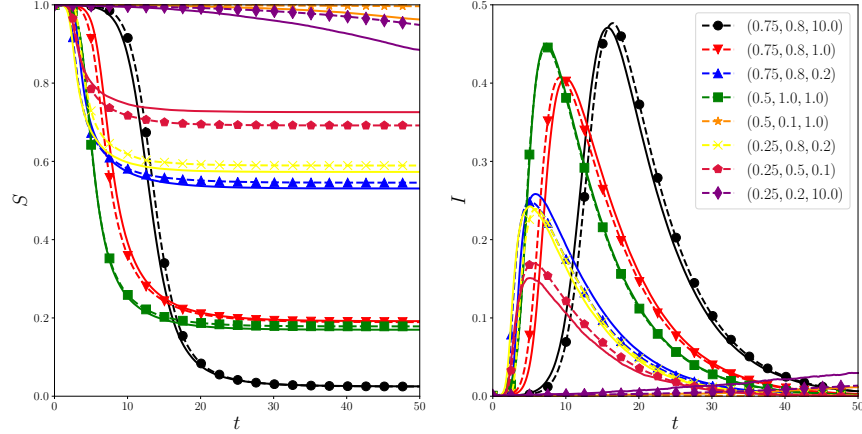 1.0
0.8
0.6
0.4
0.2
0.0
S
0 10 20 30 40 50
t
0.5
0.4
0.3
0.2
0.1
0.0
I
0 10 20 30 40 50
t
(0.75, 0.8, 10.0)
(0.75, 0.8, 1.0)
(0.75, 0.8, 0.2)
(0.5, 1.0, 1.0)
(0.5, 0.1, 1.0)
(0.25, 0.8, 0.2)
(0.25, 0.5, 0.1)
(0.25, 0.2, 10.0)